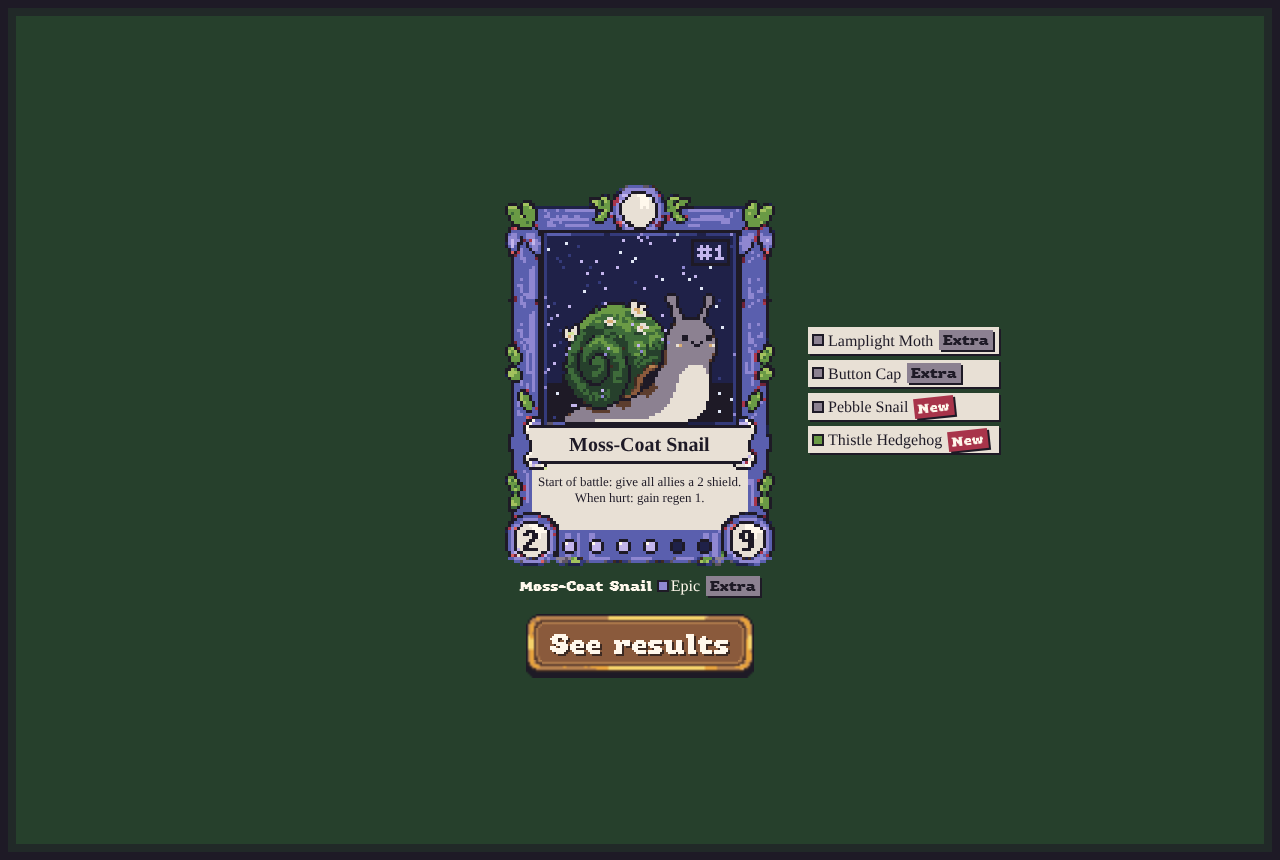 #1
Moss-Coat Snail
Start of battle: give all allies a 2 shield.
When hurt: gain regen 1.
2
9
Moss-Coat Snail Epic Extra
See results
Lamplight Moth Extra
Button Cap Extra
Pebble Snail New
Thistle Hedgehog New